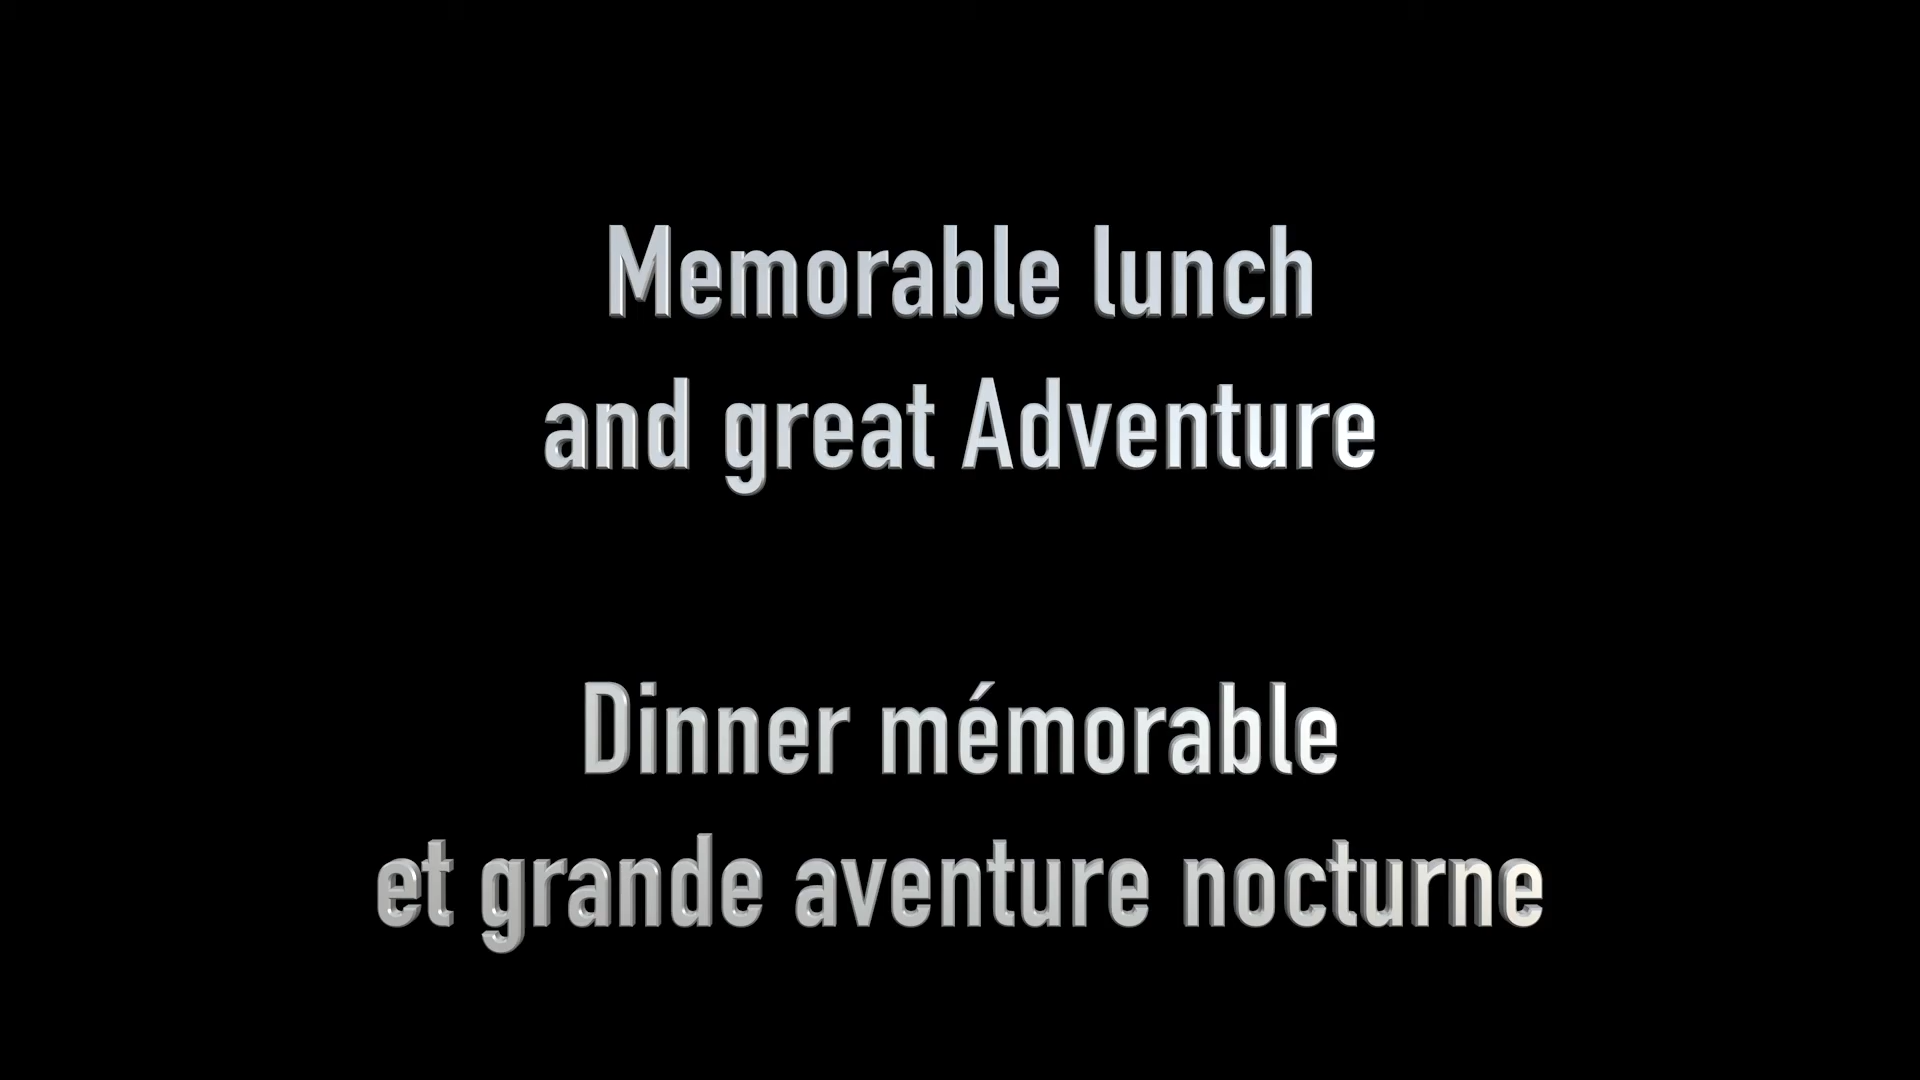 Memorable lunch
and great Adventure
Dinner mémorable
et grande aventure nocturne